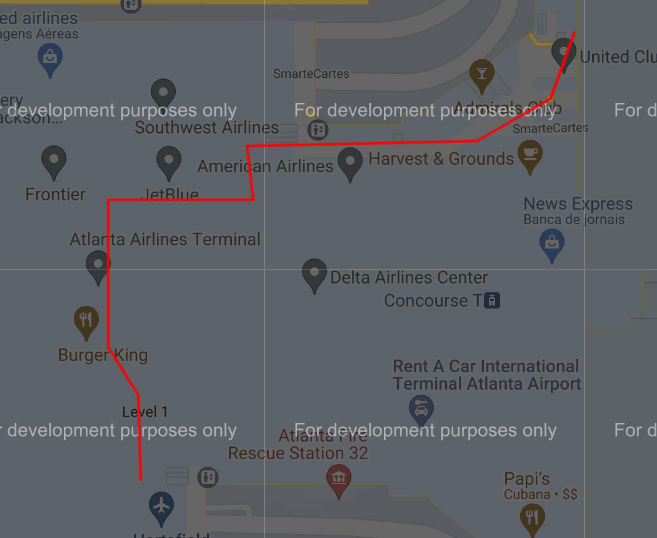 ed airlines
agens Aéreas
SmarteCartes
United Clu
ery
r development purposes only
For development purposes only
For d
ackson...
Admirals Club
SmarteCartes
Southwest Airlines
American Airlines
Harvest & Grounds
Frontier
JetBlue
News Express
Banca de jornais
Atlanta Airlines Terminal
Delta Airlines Center
Concourse T
Burger King
Rent A Car International
Terminal Atlanta Airport
Level 1
r development purposes only
For development purposes only
For d
Atlanta Fire
Rescue Station 32
Papi's
Cubana • $$
Hartsfield